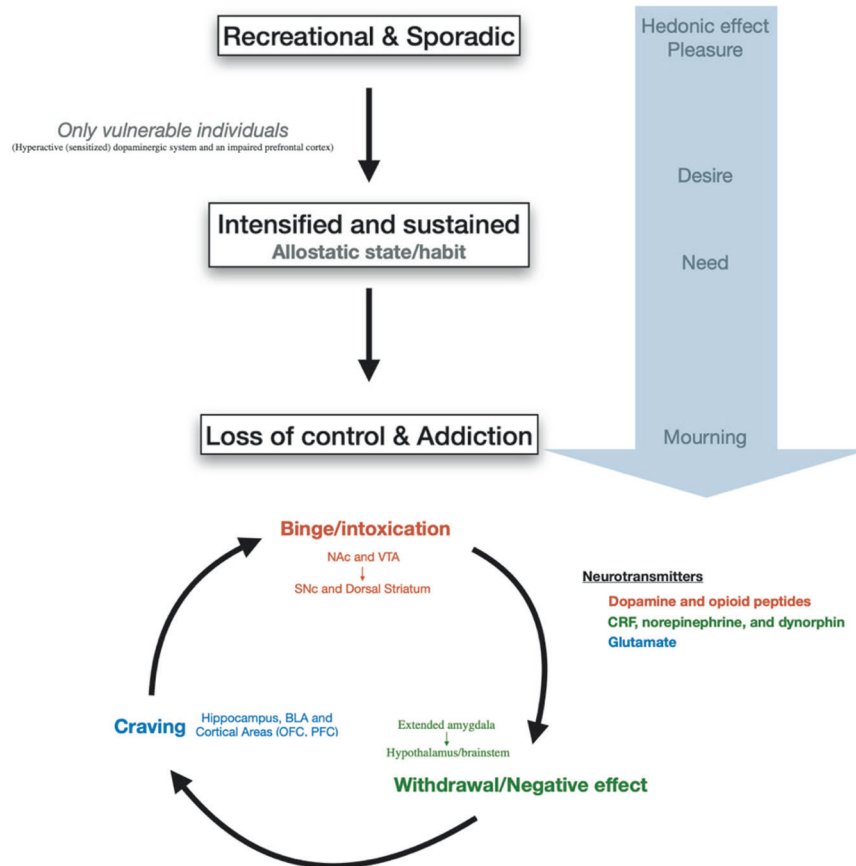 Recreational & Sporadic
Hedonic effect
Pleasure
Only vulnerable individuals
(Hyperactive (sensitized) dopaminergic system and an impaired prefrontal cortex)
Desire
Intensified and sustained
Allostatic state/habit
Need
Loss of control & Addiction
Mourning
Binge/intoxication
NAc and VTA
SNc and Dorsal Striatum
Neurotransmitters
Dopamine and opioid peptides
CRF, norepinephrine, and dynorphin
Glutamate
Craving
Hippocampus, BLA and
Cortical Areas (OFC, PFC)
Extended amygdala
Hypothalamus/brainstem
Withdrawal/Negative effect